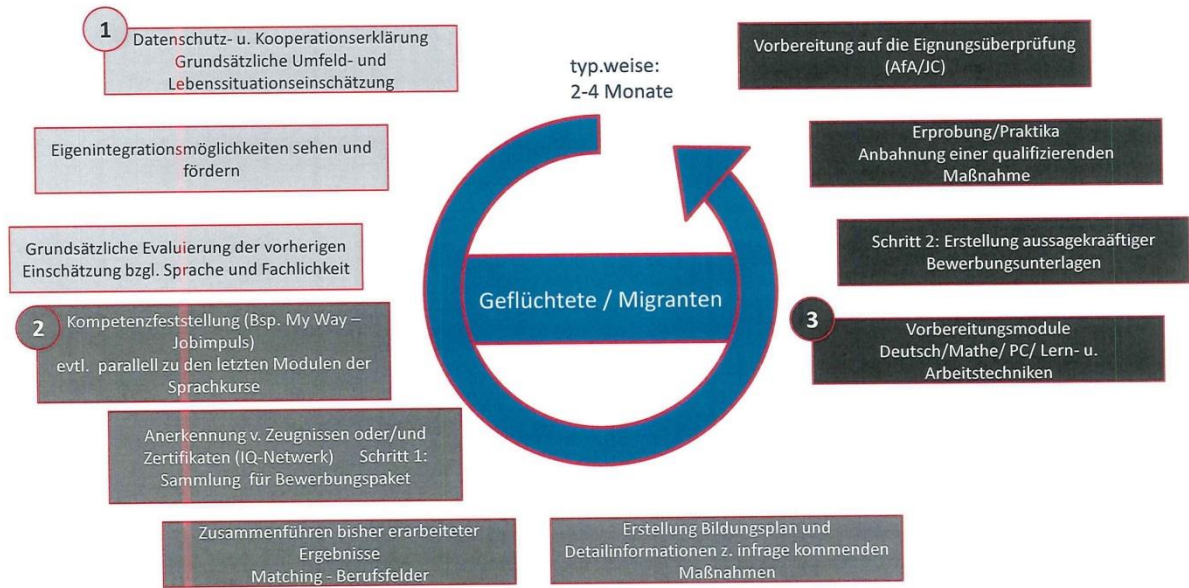 1
Datenschutz- u. Kooperationserklärung
Grundsätzliche Umfeld- und
Lebenssituationseinschätzung
Eigenintegrationsmöglichkeiten sehen und
fördern
Grundsätzliche Evaluierung der vorherigen
Einschätzung bzgl. Sprache und Fachlichkeit
2
Kompetenzfeststellung (Bsp. My Way –
Jobimpuls)
evtl. parallell zu den letzten Modulen der
Sprachkurse
Anerkennung v. Zeugnissen oder/und
Zertifikaten (IQ-Netwerk) Schritt 1:
Sammlung für Bewerbungspaket
Zusammenführen bisher erarbeiteter
Ergebnisse
Matching - Berufsfelder
Erstellung Bildungsplan und
Detailinformationen z. infrage kommenden
Maßnahmen
3
Vorbereitungsmodule
Deutsch/Mathe/ PC/ Lern- u.
Arbeitstechniken
Schritt 2: Erstellung aussagekraäftiger
Bewerbungsunterlagen
Erprobung/Praktika
Anbahnung einer qualifizierenden
Maßnahme
Vorbereitung auf die Eignungsüberprüfung
(AfA/JC)
typ.weise:
2-4 Monate
Geflüchtete / Migranten